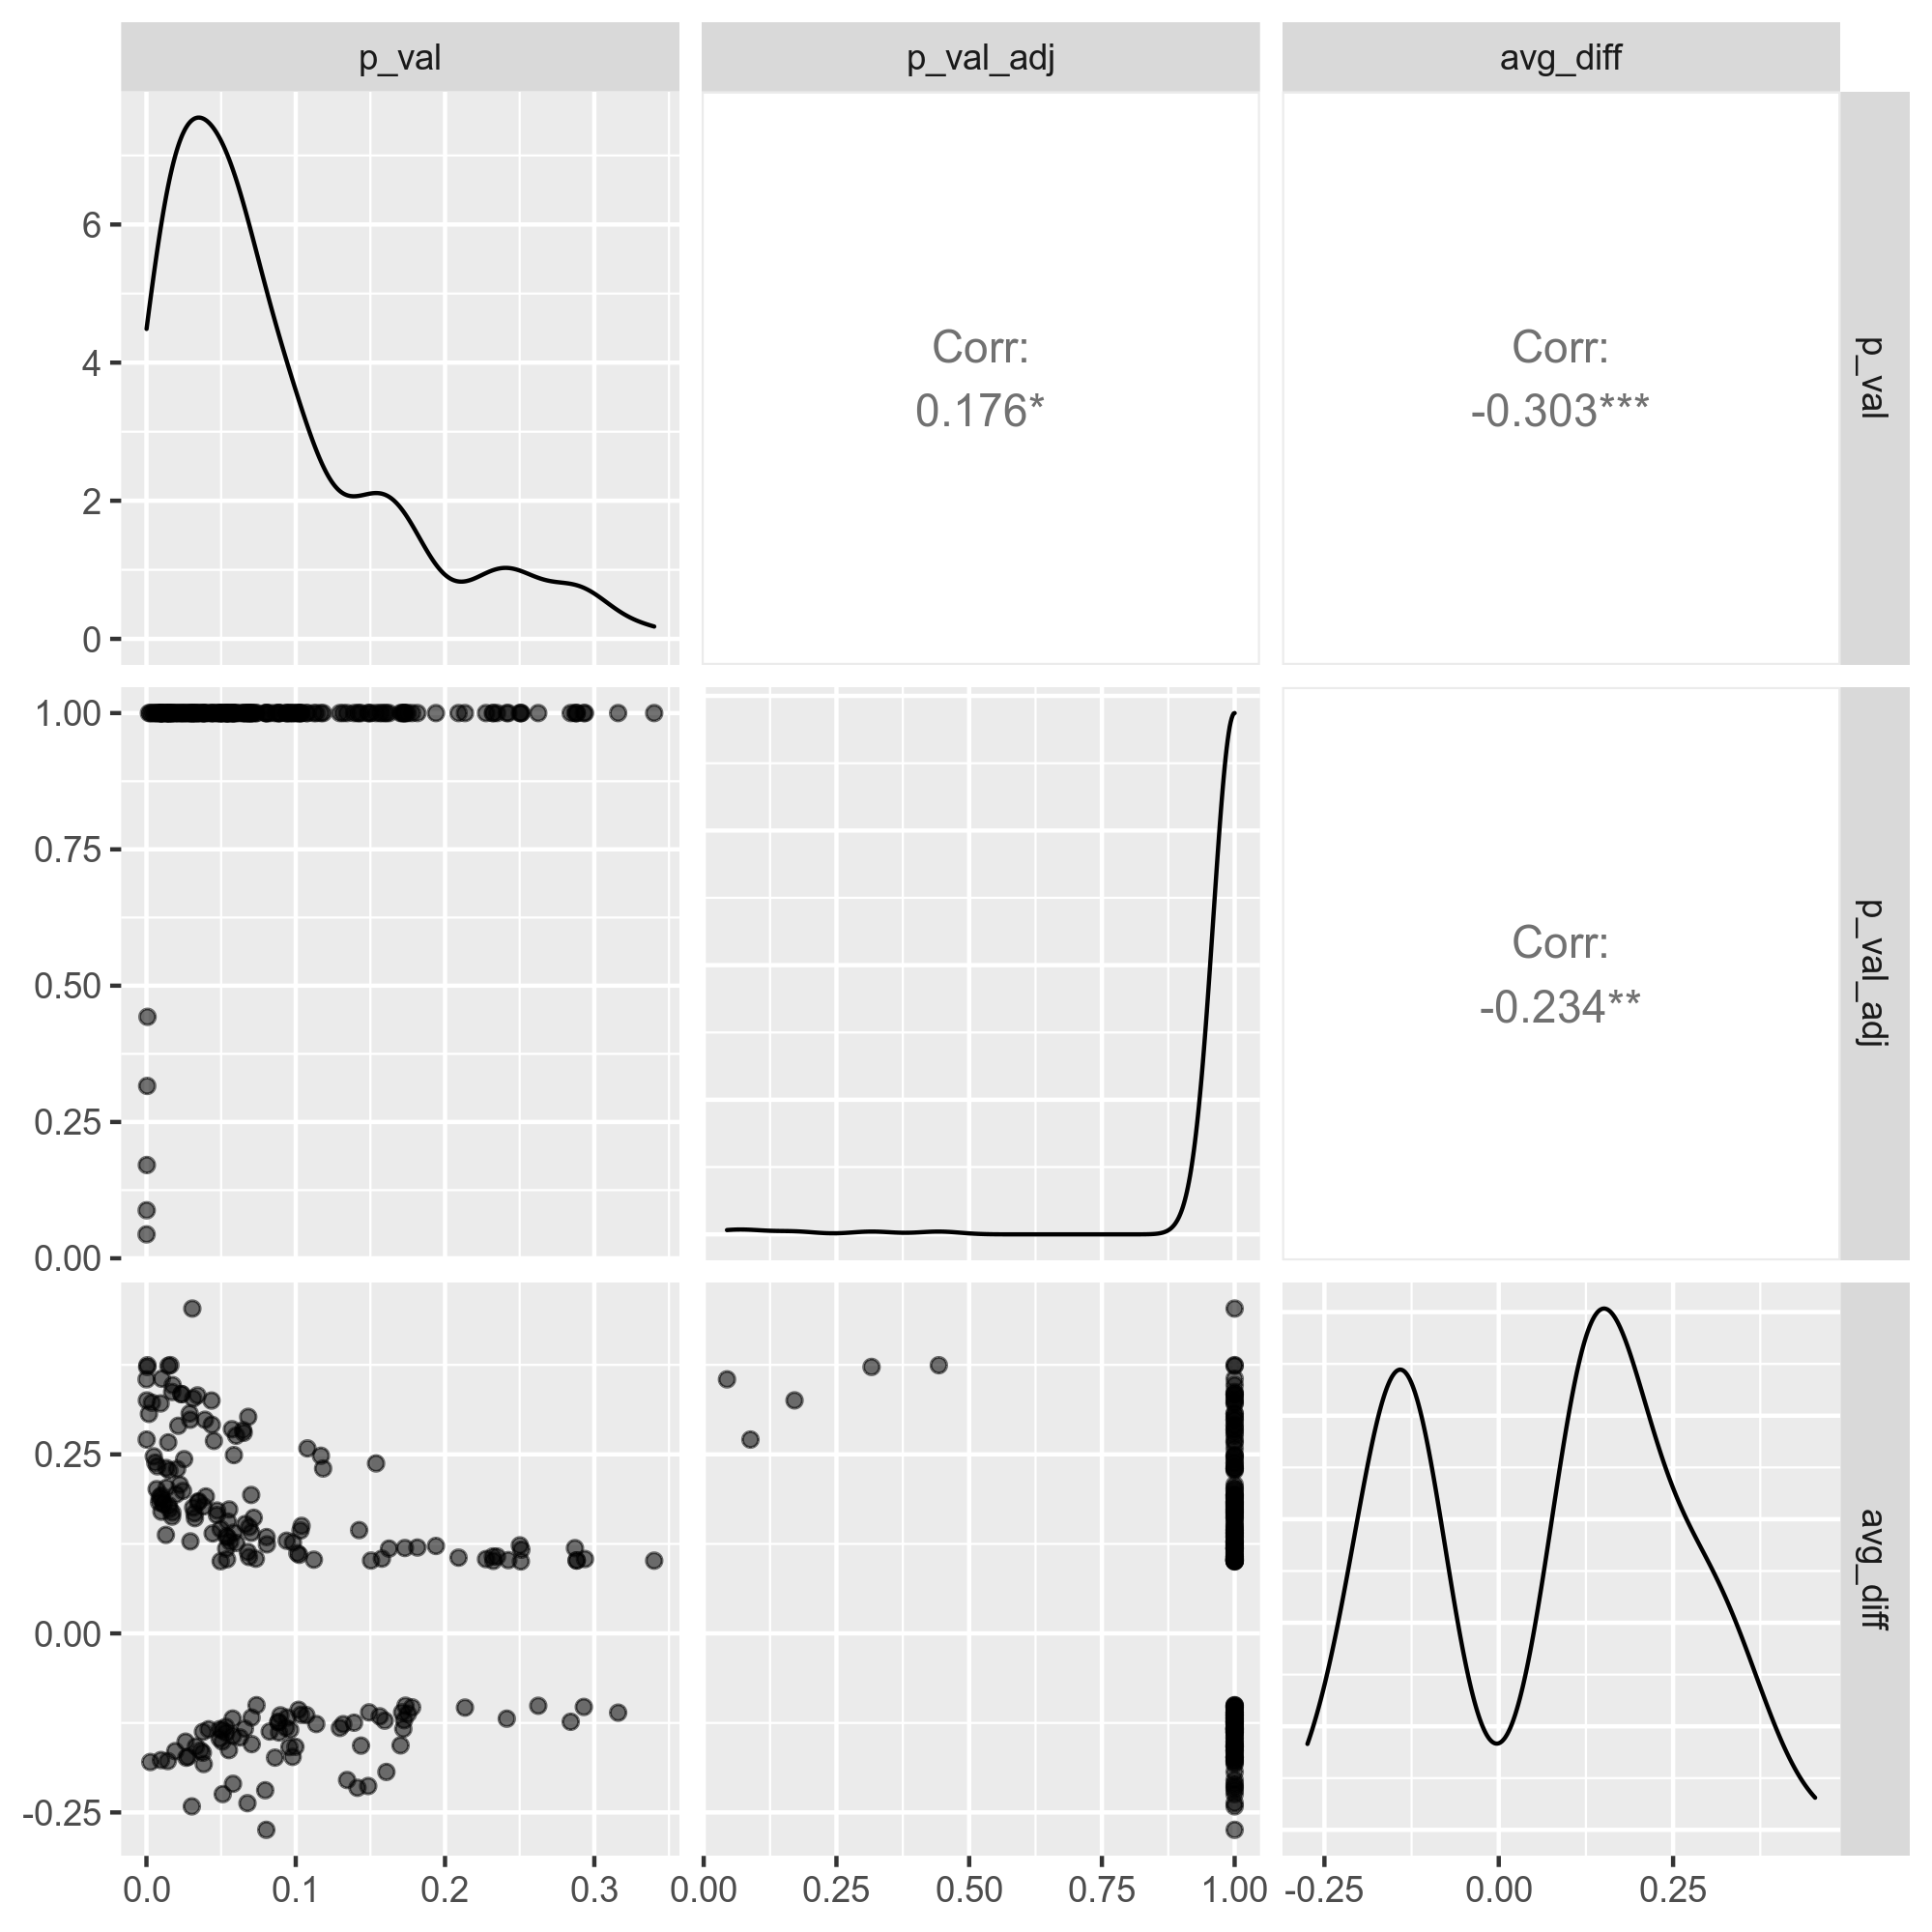 p_val p_val_adj avg_diff
6
4
2
0
Corr:
0.176*
Corr:
-0.303***
p_val
1.00
0.75
0.50
0.25
0.00
Corr:
-0.234**
p_val_adj
0.25
0.00
-0.25
avg_diff
0.0 0.1 0.2 0.3 0.00 0.25 0.50 0.75 1.00 -0.25 0.00 0.25